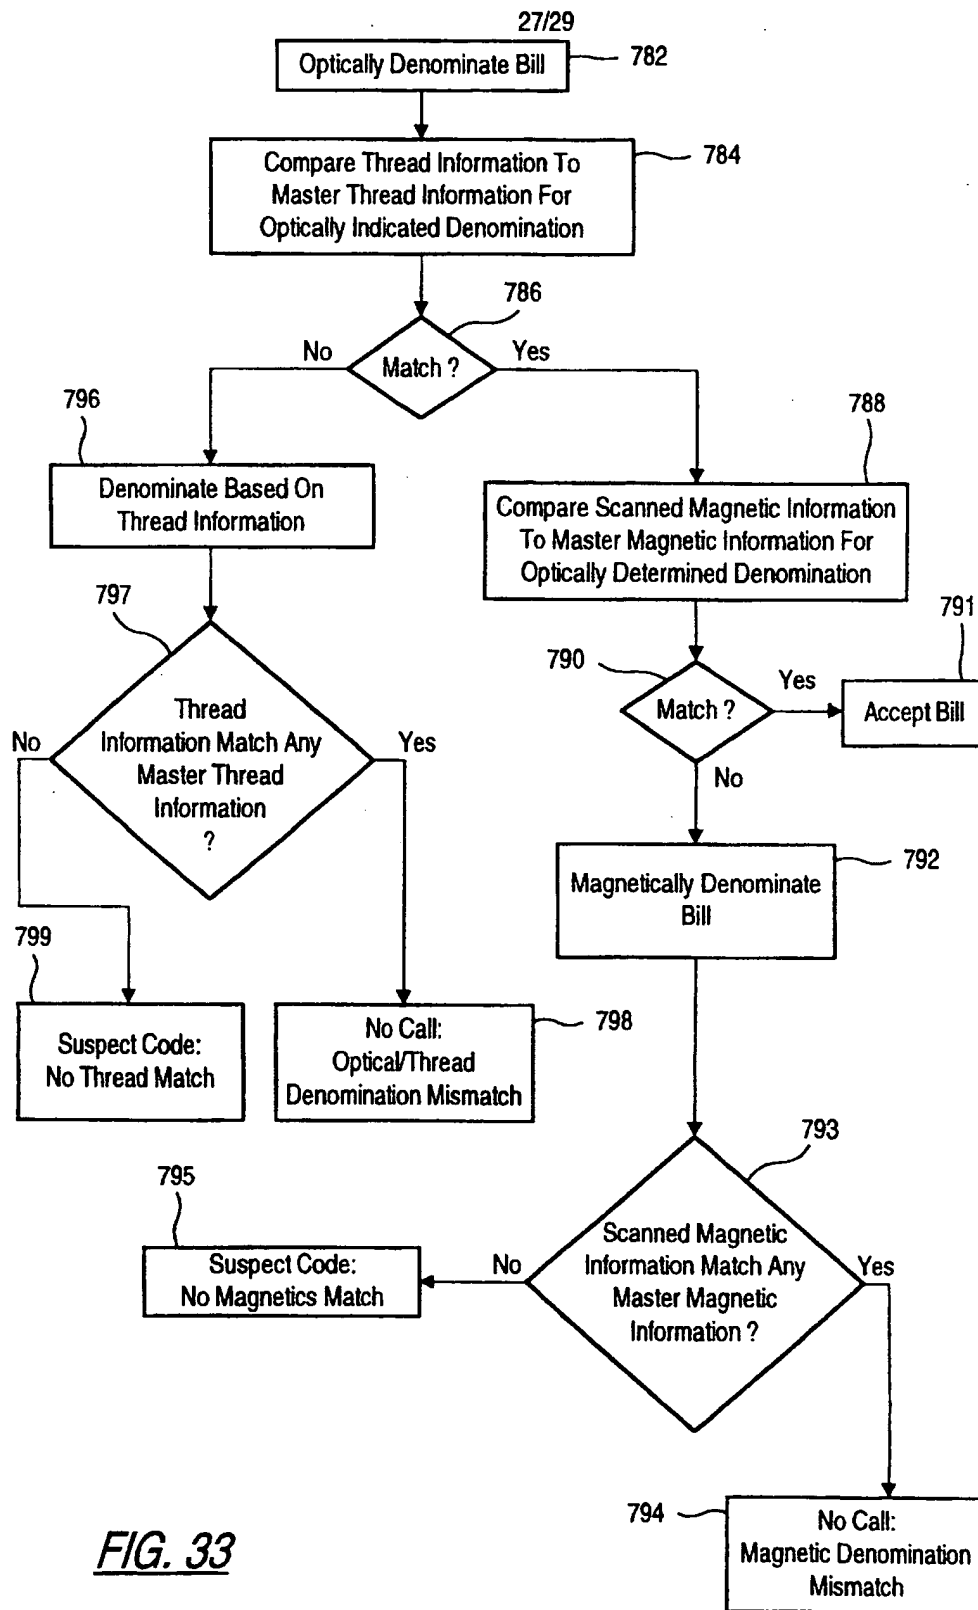 27/29
Optically Denominate Bill
782
Compare Thread Information To
Master Thread Information For
Optically Indicated Denomination
784
786
Match ?
No
Yes
796
Denominate Based On
Thread Information
788
Compare Scanned Magnetic Information
To Master Magnetic Information For
Optically Determined Denomination
797
Thread
Information Match Any
Master Thread
Information
?
No
Yes
790
Match ?
Yes
No
791
Accept Bill
792
Magnetically Denominate
Bill
799
Suspect Code:
No Thread Match
798
No Call:
Optical/Thread
Denomination Mismatch
793
Scanned Magnetic
Information Match Any
Master Magnetic
Information ?
No
Yes
795
Suspect Code:
No Magnetics Match
794
No Call:
Magnetic Denomination
Mismatch
FIG. 33